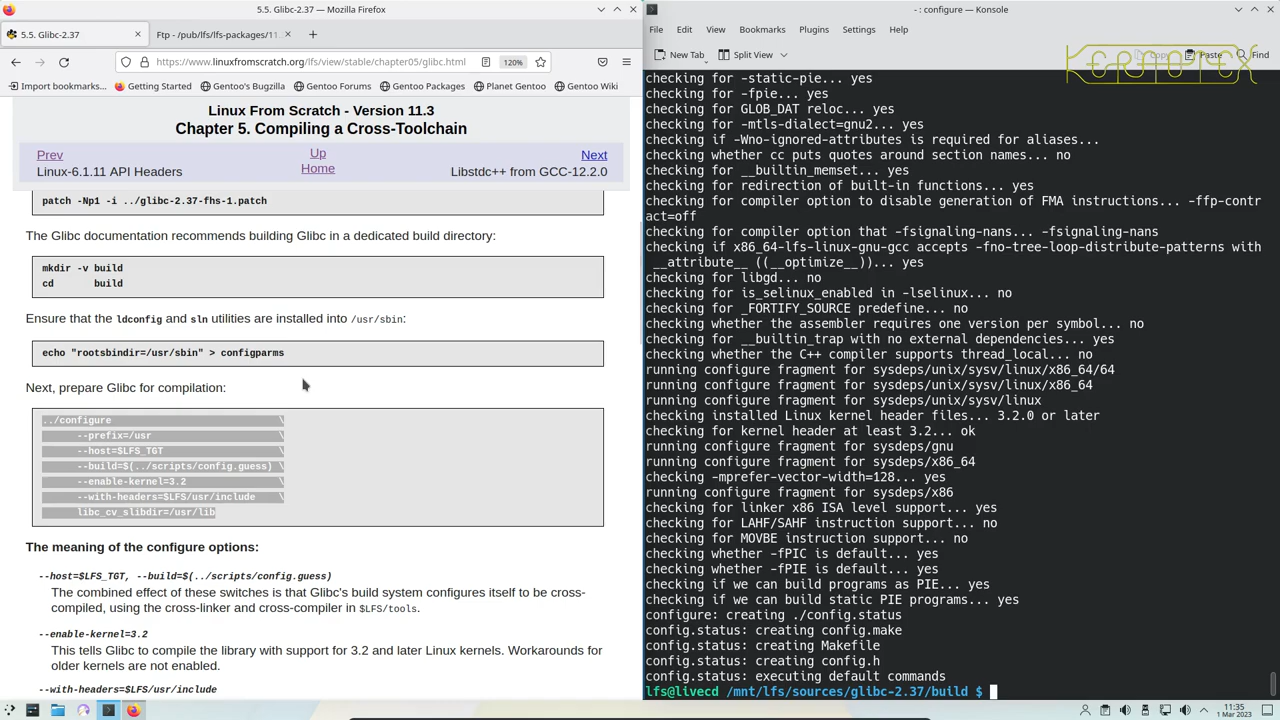 5.5. Glibc-2.37 — Mozilla Firefox
5.5. Glibc-2.37
Ftp - /pub/lfs/lfs-packages/11.
https://www.linuxfromscratch.org/lfs/view/stable/chapter05/glibc.html
120%
Import bookmarks...
Getting Started
Gentoo's Bugzilla
Gentoo Forums
Gentoo Packages
Planet Gentoo
Gentoo Wiki
Linux From Scratch - Version 11.3
Chapter 5. Compiling a Cross-Toolchain
Prev
Up
Next
Linux-6.1.11 API Headers
Home
Libstdc++ from GCC-12.2.0
patch -Np1 -i ../glibc-2.37-fhs-1.patch
The Glibc documentation recommends building Glibc in a dedicated build directory:
mkdir -v build
cd       build
Ensure that the ldconfig and sln utilities are installed into /usr/sbin:
echo "rootsbindir=/usr/sbin" > configparms
Next, prepare Glibc for compilation:
../configure                             \
      --prefix=/usr                      \
      --host=$LFS_TGT                    \
      --build=$(../scripts/config.guess) \
      --enable-kernel=3.2                \
      --with-headers=$LFS/usr/include    \
      libc_cv_slibdir=/usr/lib
The meaning of the configure options:
--host=$LFS_TGT, --build=$(../scripts/config.guess)
The combined effect of these switches is that Glibc's build system configures itself to be cross-
compiled, using the cross-linker and cross-compiler in $LFS/tools.
--enable-kernel=3.2
This tells Glibc to compile the library with support for 3.2 and later Linux kernels. Workarounds for
older kernels are not enabled.
--with-headers=$LFS/usr/include
- : configure — Konsole
File Edit View Bookmarks Plugins Settings Help
New Tab
Split View
Copy
Paste
Find
KERNOTEX
checking for -static-pie... yes
checking for -fpie... yes
checking for GLOB_DAT reloc... yes
checking for -mtls-dialect=gnu2... yes
checking if -Wno-ignored-attributes is required for aliases...
checking whether cc puts quotes around section names... no
checking for __builtin_memset... yes
checking for redirection of built-in functions... yes
checking for compiler option to disable generation of FMA instructions... -ffp-contr
act=off
checking for compiler option that -fsignaling-nans... -fsignaling-nans
checking if x86_64-lfs-linux-gnu-gcc accepts -fno-tree-loop-distribute-patterns with
 __attribute__ ((__optimize__))... yes
checking for libgd... no
checking for is_selinux_enabled in -lselinux... no
checking for _FORTIFY_SOURCE predefine... no
checking whether the assembler requires one version per symbol... no
checking for __builtin_trap with no external dependencies... yes
checking whether the C++ compiler supports thread_local... no
running configure fragment for sysdeps/unix/sysv/linux/x86_64/64
running configure fragment for sysdeps/unix/sysv/linux/x86_64
running configure fragment for sysdeps/unix/sysv/linux
checking installed Linux kernel header files... 3.2.0 or later
checking for kernel header at least 3.2... ok
running configure fragment for sysdeps/gnu
running configure fragment for sysdeps/x86_64
checking -mprefer-vector-width=128... yes
running configure fragment for sysdeps/x86
checking for linker x86 ISA level support... yes
checking for LAHF/SAHF instruction support... no
checking for MOVBE instruction support... no
checking whether -fPIC is default... yes
checking whether -fPIE is default... yes
checking if we can build programs as PIE... yes
checking if we can build static PIE programs... yes
configure: creating ./config.status
config.status: creating config.make
config.status: creating Makefile
config.status: creating config.h
config.status: executing default commands
lfs@livecd /mnt/lfs/sources/glibc-2.37/build $
11:35
1 Mar 2023